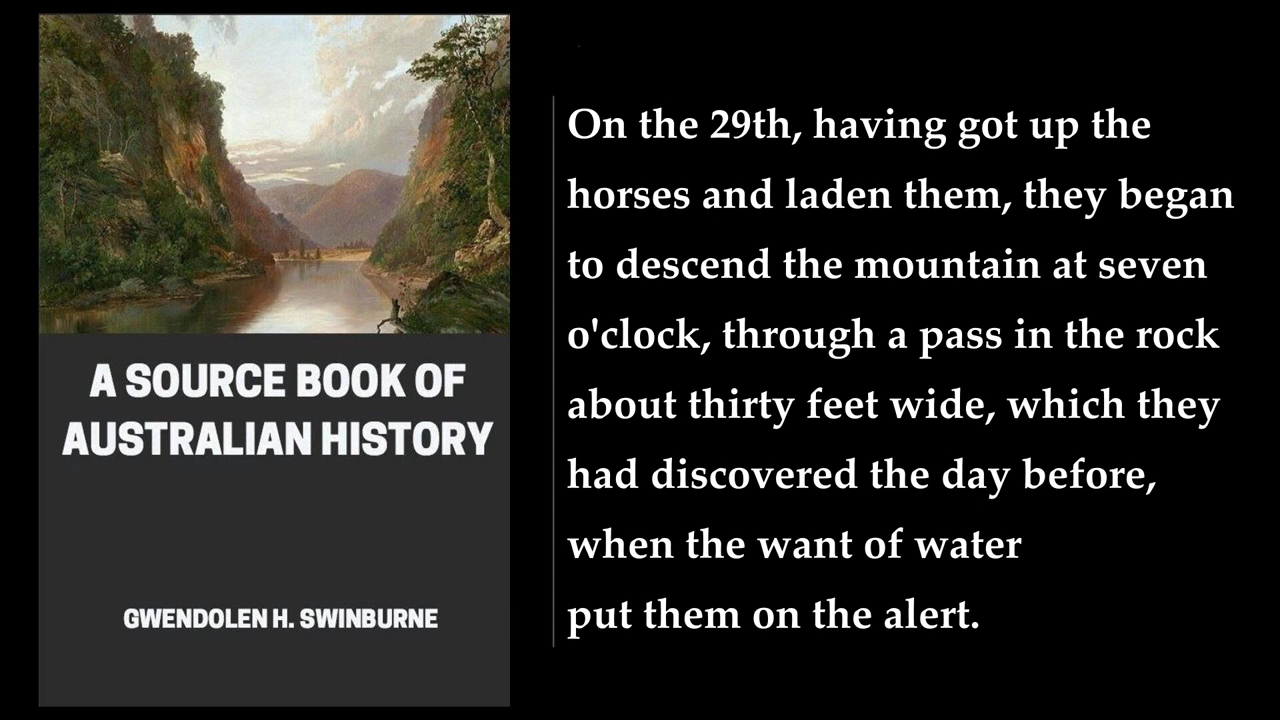 A SOURCE BOOK OF
AUSTRALIAN HISTORY
GWENDOLEN H. SWINBURNE
On the 29th, having got up the
horses and laden them, they began
to descend the mountain at seven
o'clock, through a pass in the rock
about thirty feet wide, which they
had discovered the day before,
when the want of water
put them on the alert.